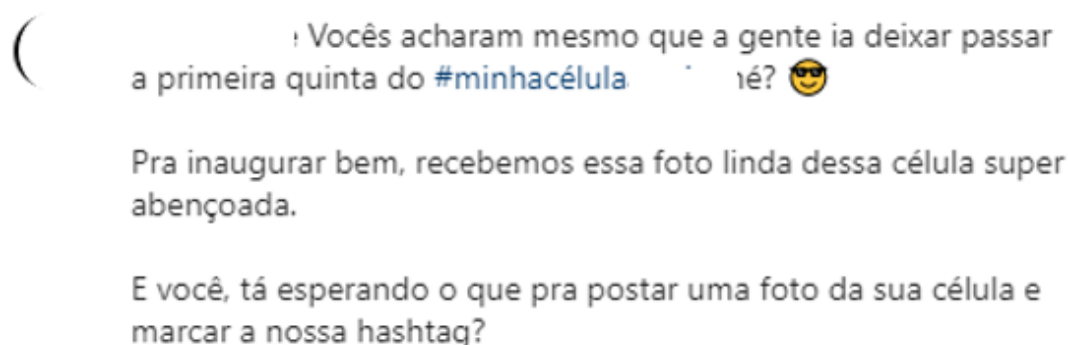 Vocês acharam mesmo que a gente ia deixar passar
a primeira quinta do #minhacélula né? 😎
Pra inaugurar bem, recebemos essa foto linda dessa célula super
abençoada.
E você, tá esperando o que pra postar uma foto da sua célula e
marcar a nossa hashtag?